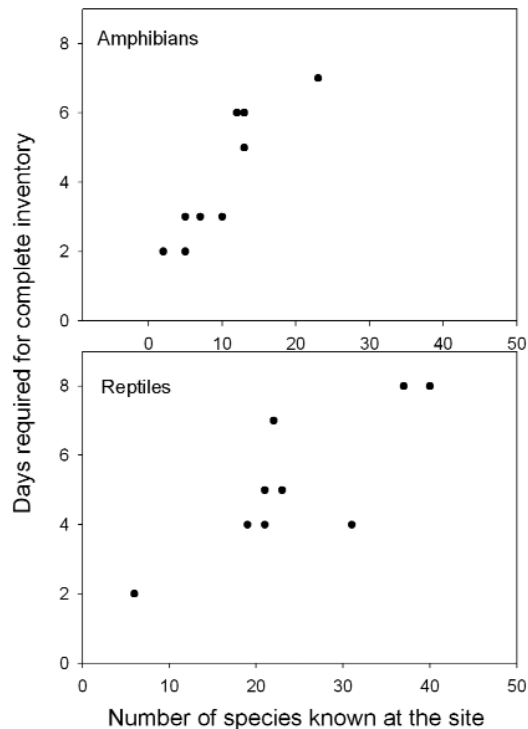 Days required for complete inventory
Amphibians
8
6
4
2
0
0 10 20 30 40 50
Reptiles
8
6
4
2
0
0 10 20 30 40 50
Number of species known at the site